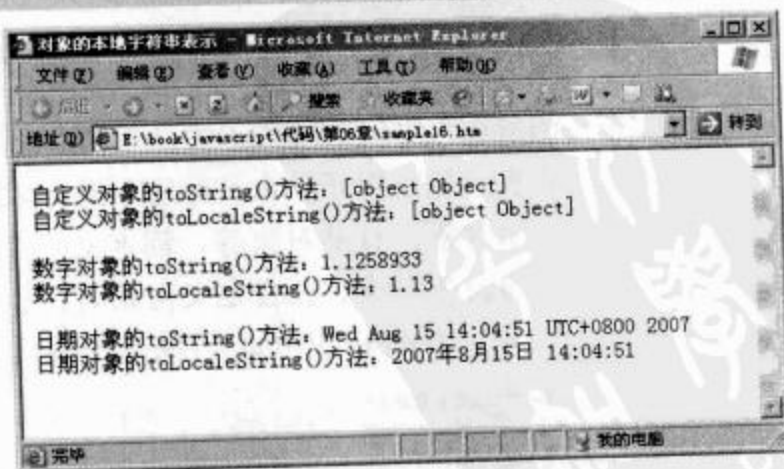 对象的本地字符串表示 - Microsoft Internet Explorer
文件(F) 编辑(E) 查看(V) 收藏(A) 工具(T) 帮助(H)
后退 搜索 收藏夹
地址(D) E:\book\javascript\代码\第06章\sample16.htm 转到
自定义对象的toString()方法：[object Object]
自定义对象的toLocaleString()方法：[object Object]
数字对象的toString()方法：1.1258933
数字对象的toLocaleString()方法：1.13
日期对象的toString()方法：Wed Aug 15 14:04:51 UTC+0800 2007
日期对象的toLocaleString()方法：2007年8月15日 14:04:51
完毕 我的电脑